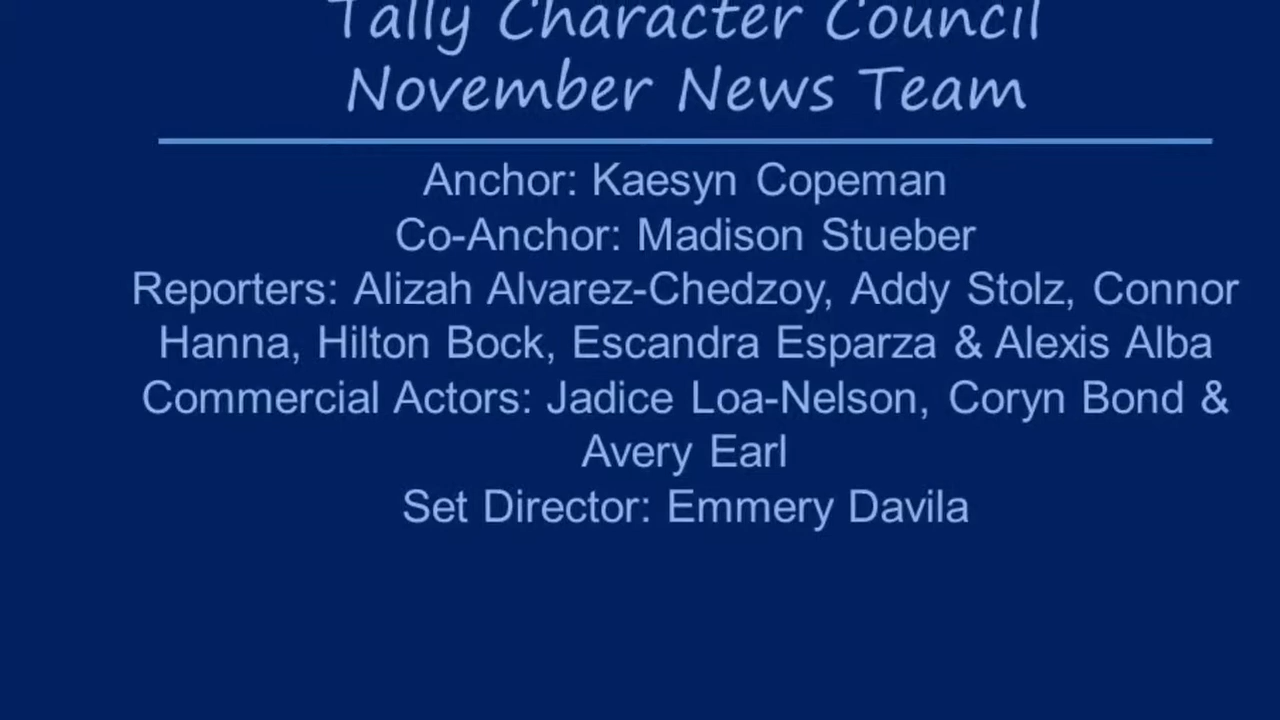 Tally Character Council
November News Team
Anchor: Kaesyn Copeman
Co-Anchor: Madison Stueber
Reporters: Alizah Alvarez-Chedzoy, Addy Stolz, Connor
Hanna, Hilton Bock, Escandra Esparza & Alexis Alba
Commercial Actors: Jadice Loa-Nelson, Coryn Bond &
Avery Earl
Set Director: Emmery Davila